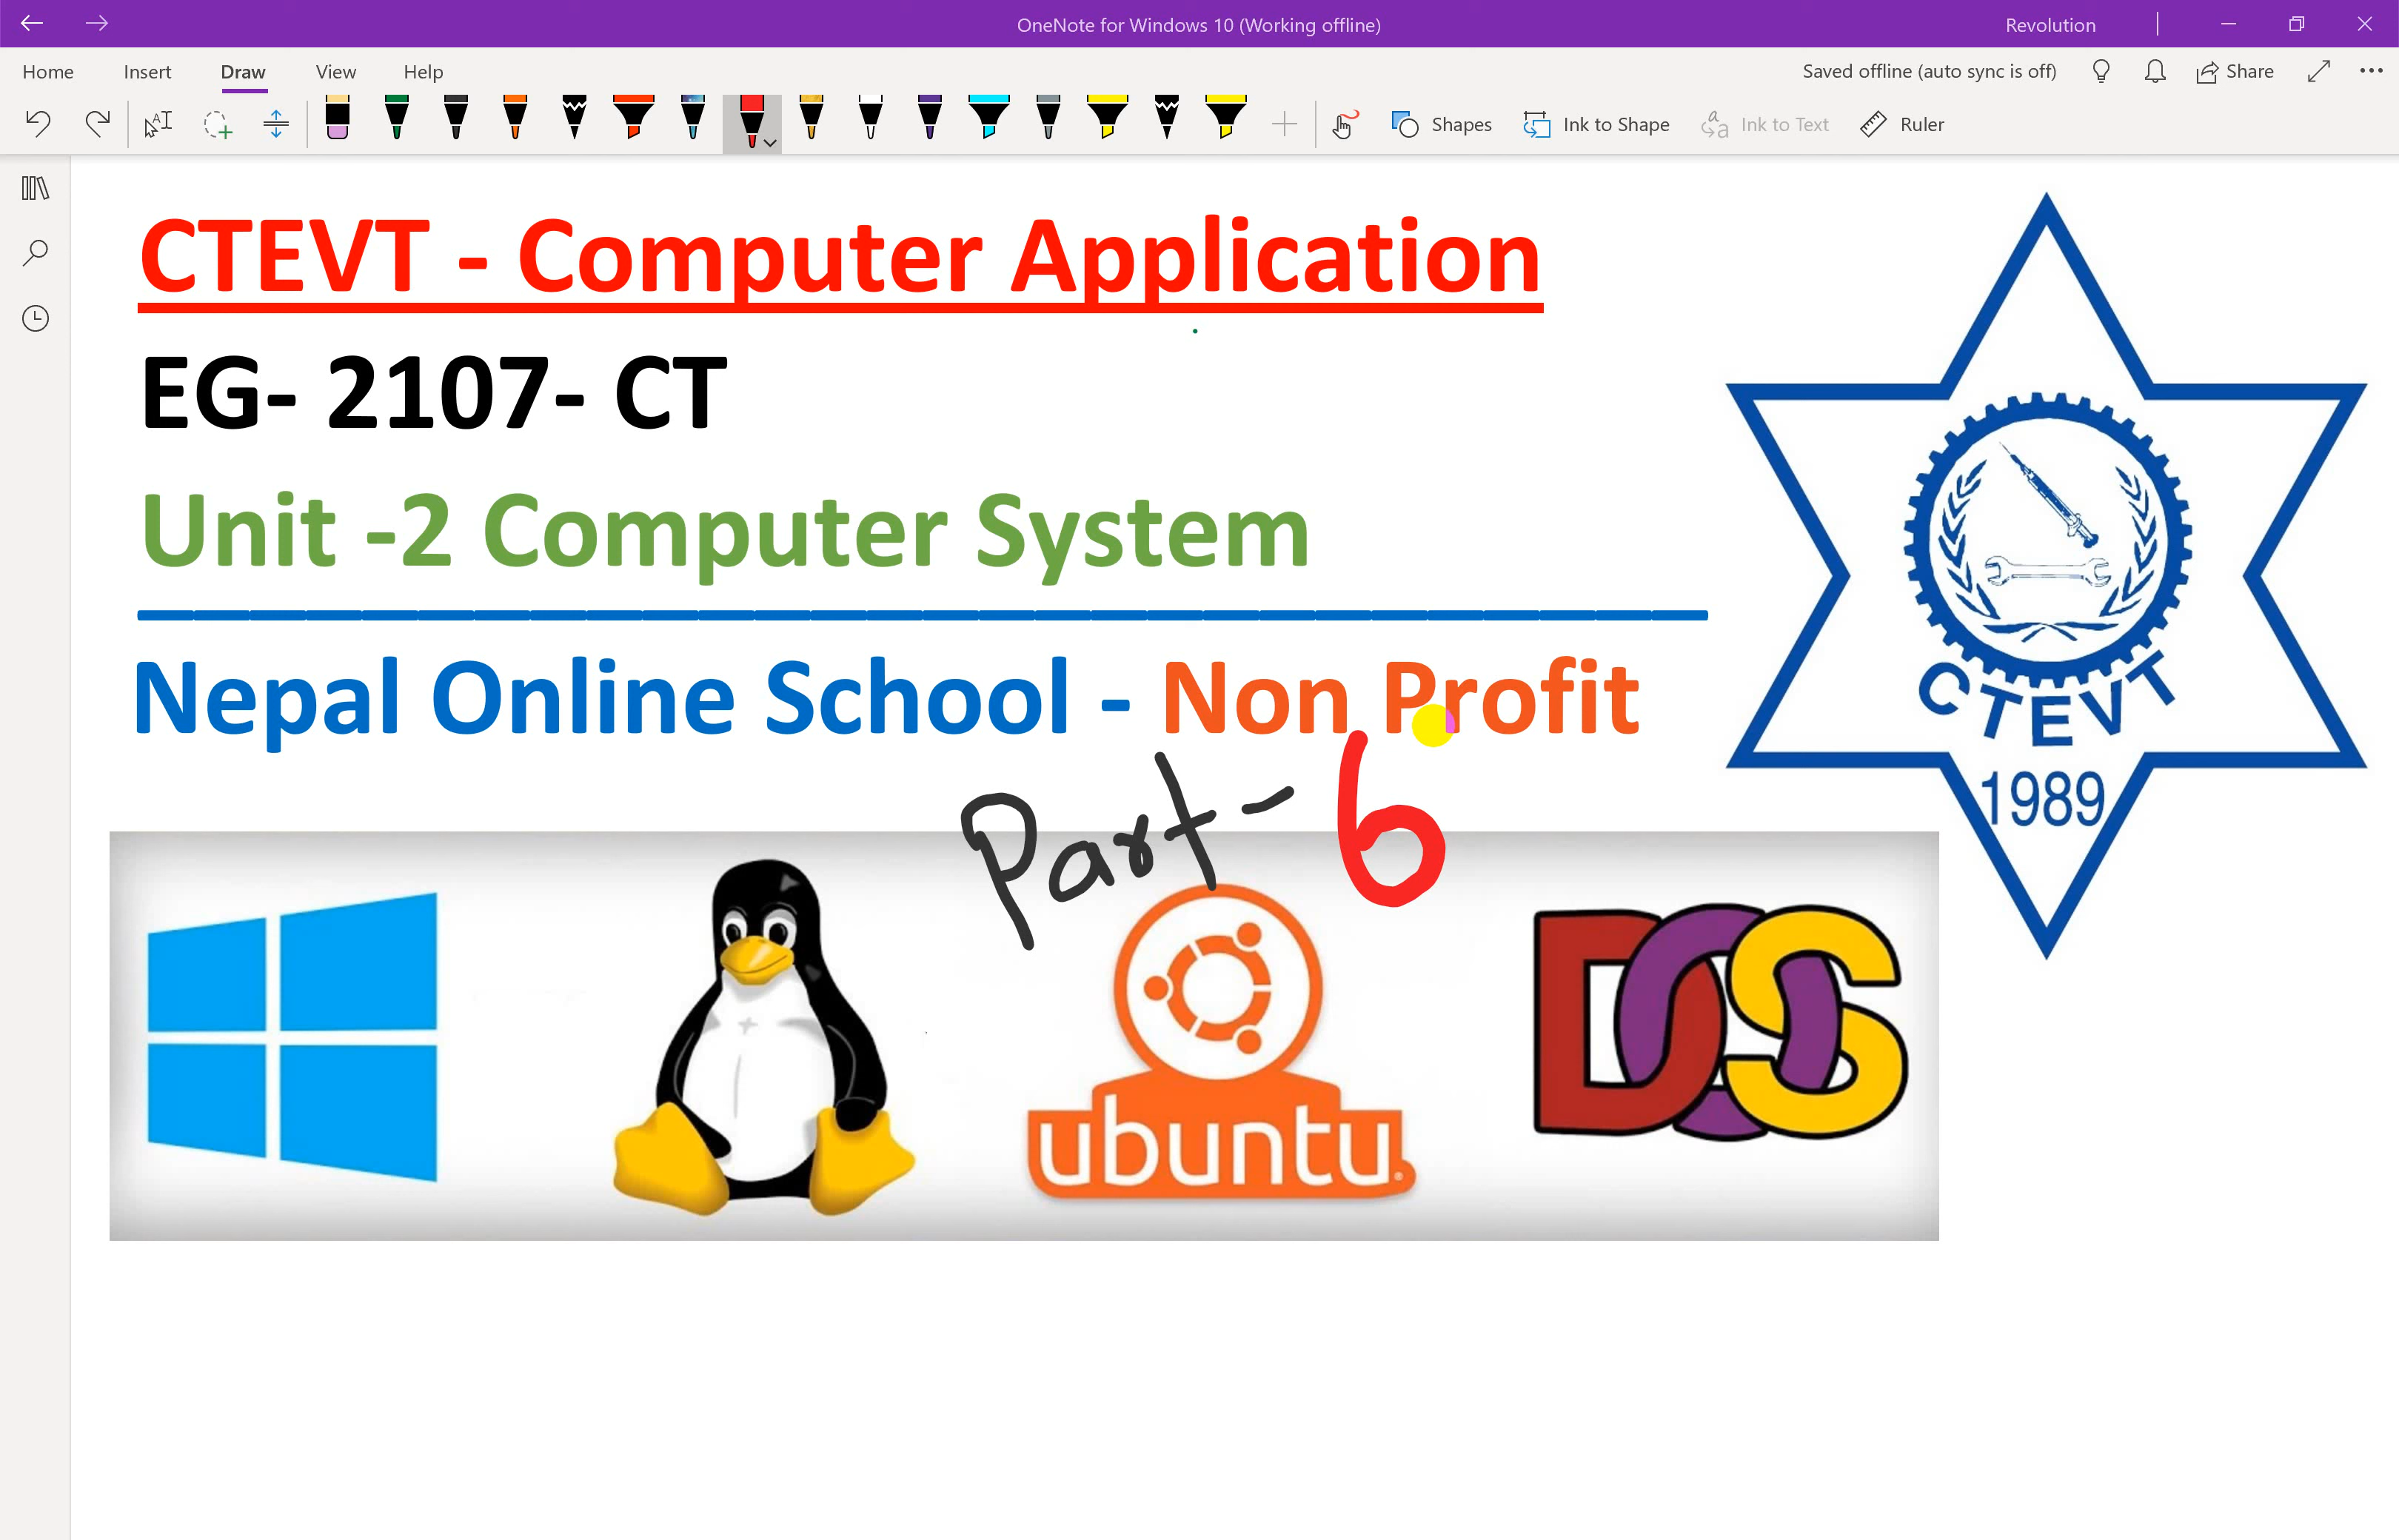 OneNote for Windows 10 (Working offline)
Revolution
Home Insert Draw View Help
Saved offline (auto sync is off) Share
Shapes Ink to Shape Ink to Text Ruler
CTEVT - Computer Application
EG- 2107- CT
Unit -2 Computer System
Nepal Online School - Non Profit
Part - 6
CTEVT
1989
ubuntu
DOS